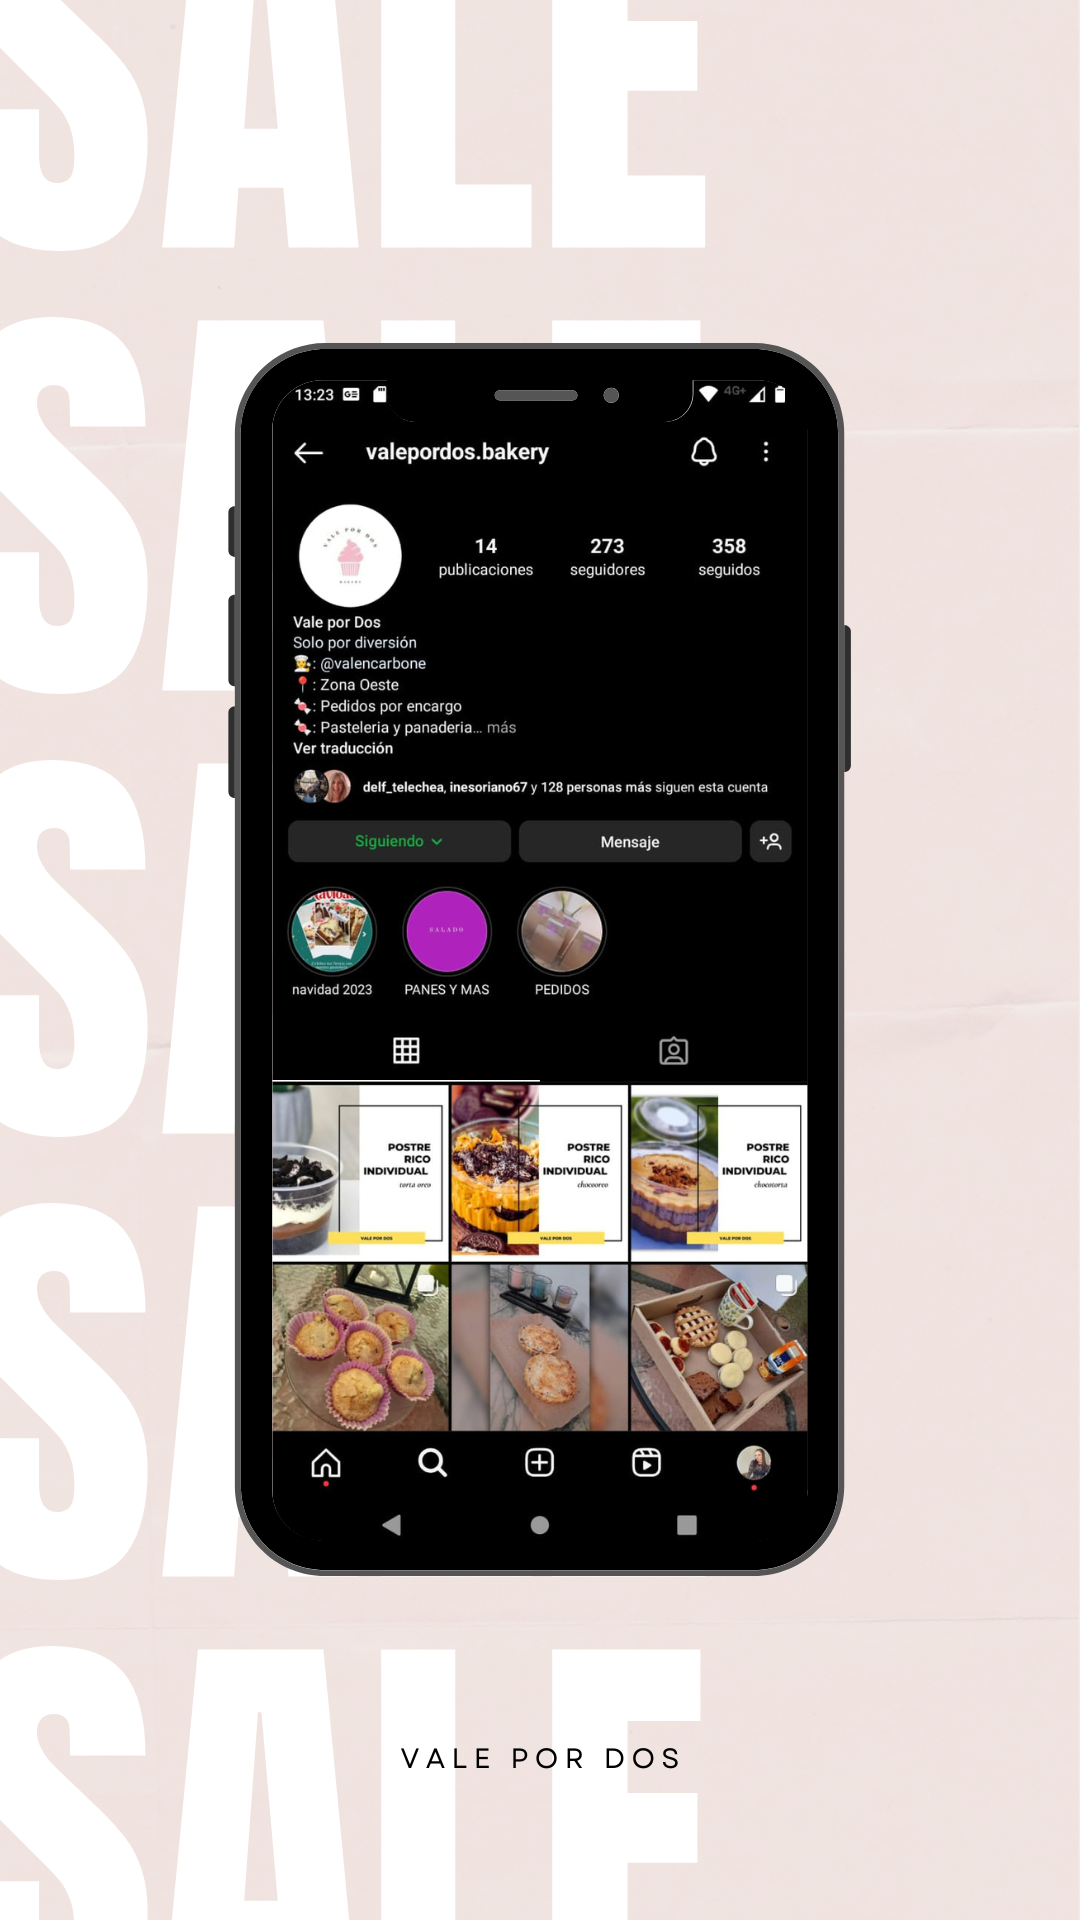 SALE
SALE
13:23 GE 4G+
valepordos.bakery
VALE POR DOS
BAKERY
14 273 358
publicaciones seguidores seguidos
Vale por Dos
Solo por diversión
: @valencarbone
: Zona Oeste
: Pedidos por encargo
: Pasteleria y panaderia... más
Ver traducción
delf_telechea, inesoriano67 y 128 personas más siguen esta cuenta
Siguiendo Mensaje
SALADO
navidad 2023 PANES Y MAS PEDIDOS
POSTRE
RICO
INDIVIDUAL
torta oreo
VALE POR DOS
POSTRE
RICO
INDIVIDUAL
chocooreo
VALE POR DOS
POSTRE
RICO
INDIVIDUAL
chocotorta
VALE POR DOS
SA
SA
SALE
VALE POR DOS